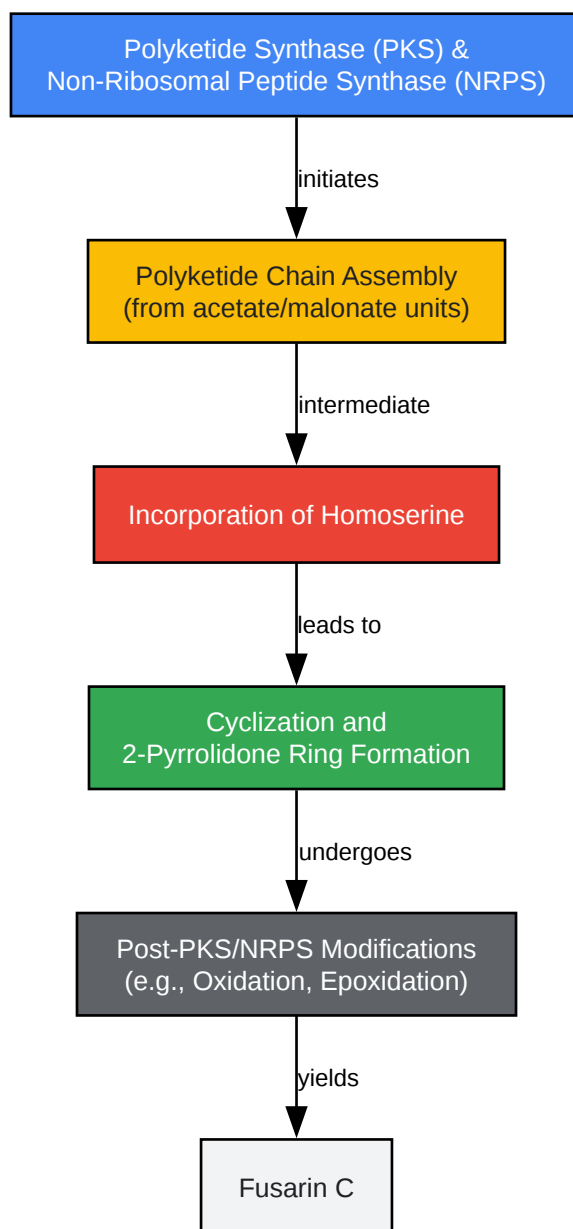 Polyketide Synthase (PKS) &
Non-Ribosomal Peptide Synthase (NRPS)
initiates
Polyketide Chain Assembly
(from acetate/malonate units)
intermediate
Incorporation of Homoserine
leads to
Cyclization and
2-Pyrrolidone Ring Formation
undergoes
Post-PKS/NRPS Modifications
(e.g., Oxidation, Epoxidation)
yields
Fusarin C